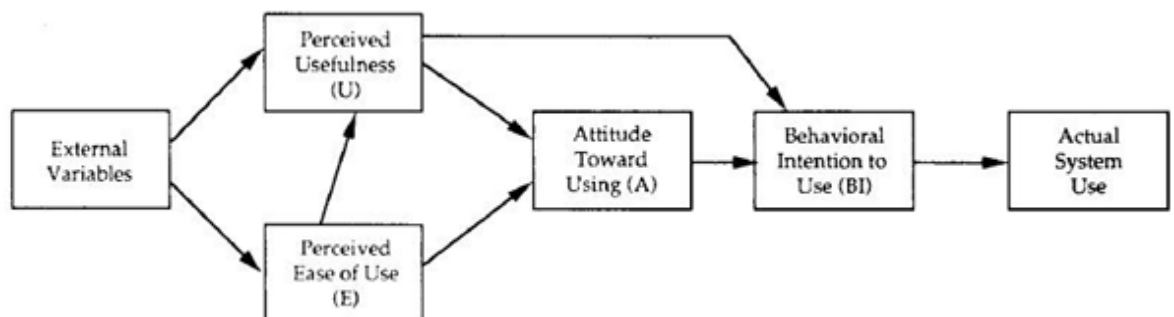 External
Variables
Perceived
Usefulness
(U)
Perceived
Ease of Use
(E)
Attitude
Toward
Using (A)
Behavioral
Intention to
Use (BI)
Actual
System
Use